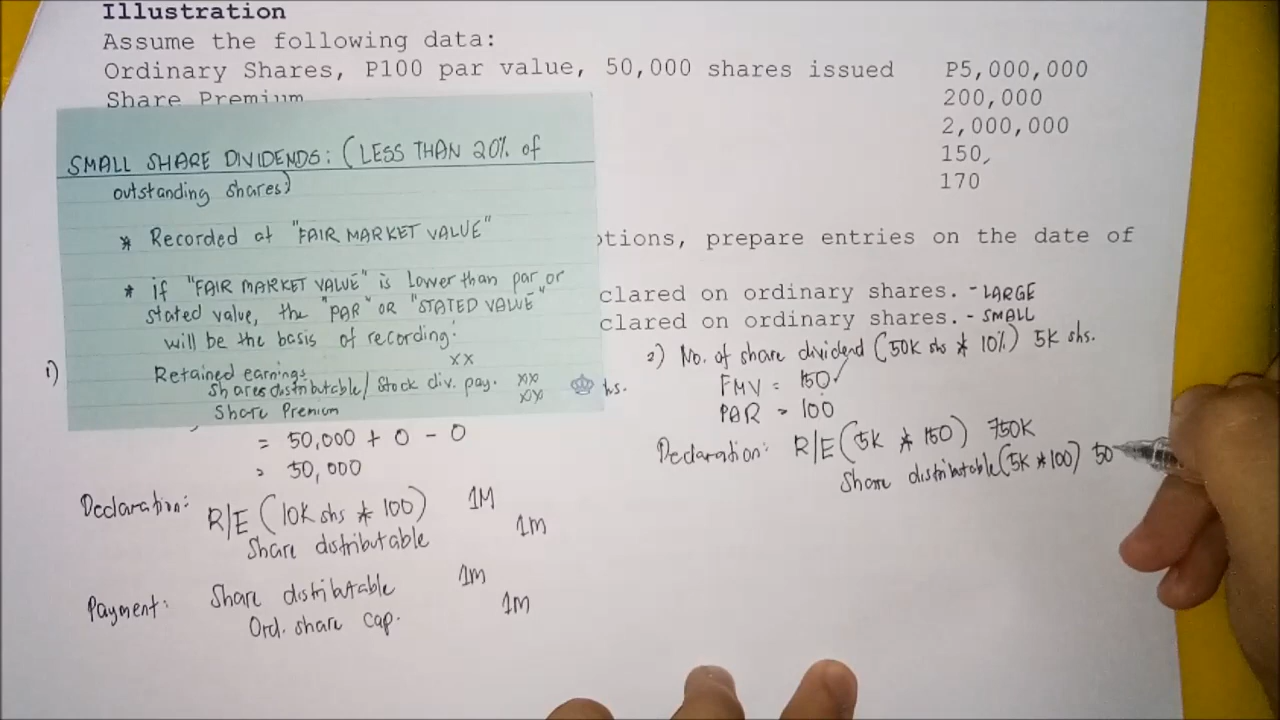 Illustration
Assume the following data:
Ordinary Shares, P100 par value, 50,000 shares issued P5,000,000
Share Premium 200,000
2,000,000
150,
170
SMALL SHARE DIVIDENDS: (LESS THAN 20% of
outstanding shares)
* Recorded at "FAIR MARKET VALUE"
* if "FAIR MARKET VALUE" is lower than par or
stated value, the "PAR" OR "STATED VALUE"
will be the basis of recording.
Retained earnings xx
Shares distributable/ Stock div. pay. xx
Share Premium xx
ptions, prepare entries on the date of
clared on ordinary shares. - LARGE
clared on ordinary shares. - SMALL
1)
hs.
= 50,000 + 0 - 0
= 50,000
Declaration: R/E (10K shs * 100) 1M
Share distributable 1m
Payment: Share distributable 1m
Ord. share cap. 1m
2) No. of share dividend (50K shs * 10%) 5K shs.
FMV = 150 ✓
PAR = 100
Declaration: R/E (5K * 150) 750K
Share distributable (5K * 100) 50